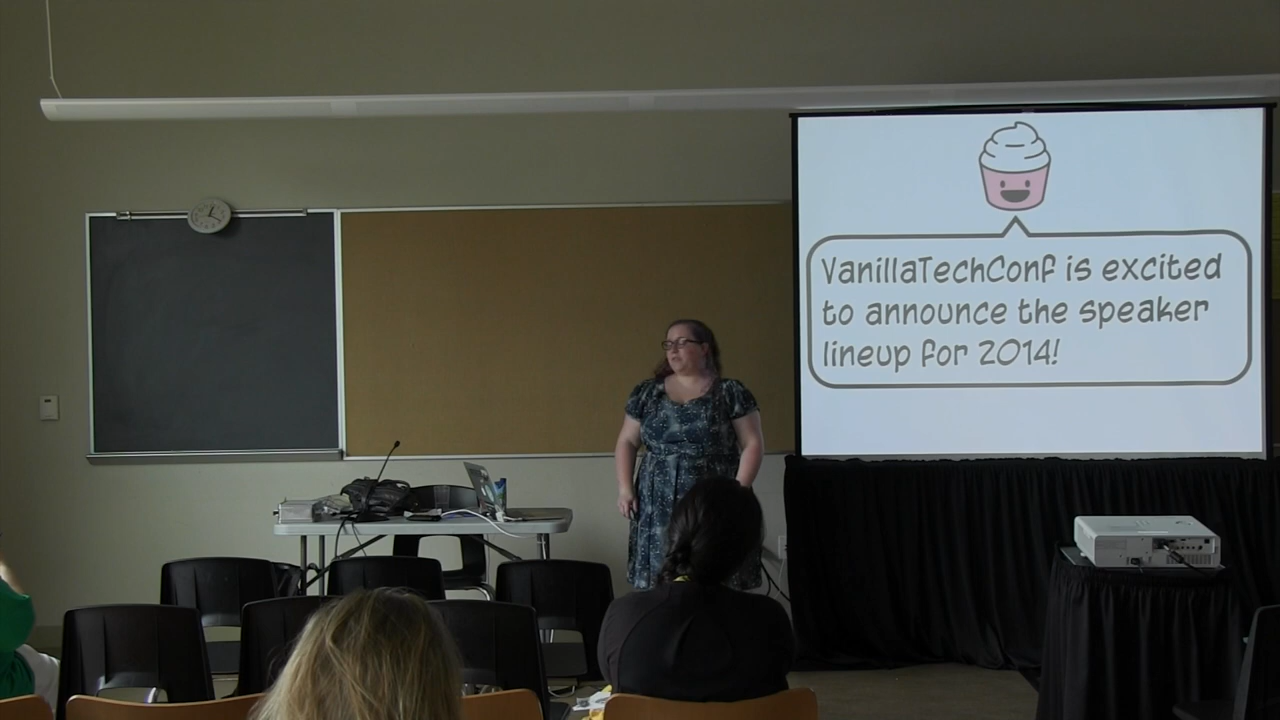 VanillaTechConf is excited
to announce the speaker
lineup for 2014!